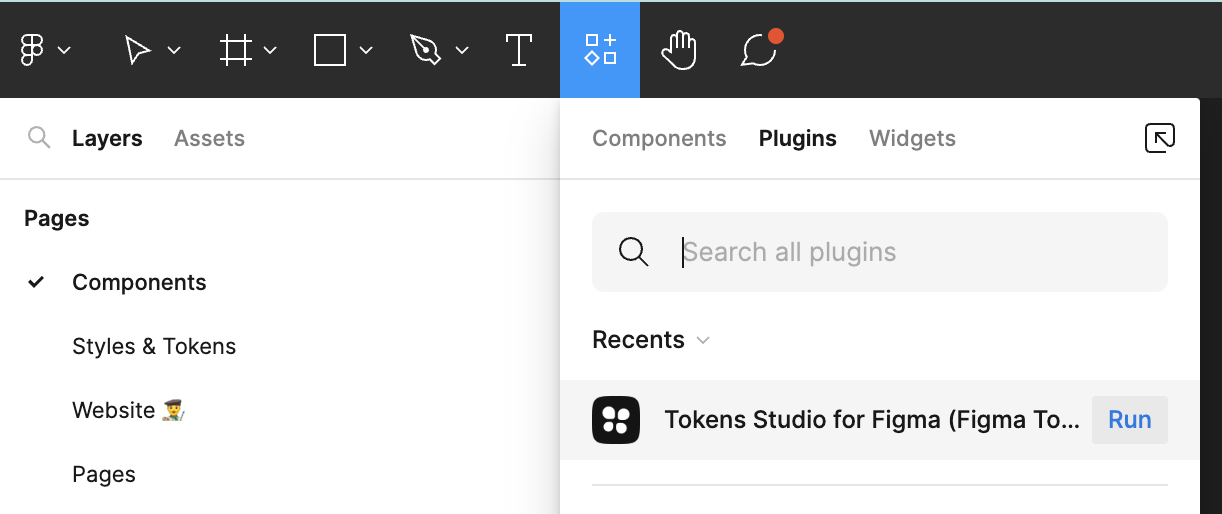 Layers Assets
Components Plugins Widgets
Pages
Components
Styles & Tokens
Website 👨‍🎨
Pages
Search all plugins
Recents
Tokens Studio for Figma (Figma To... Run